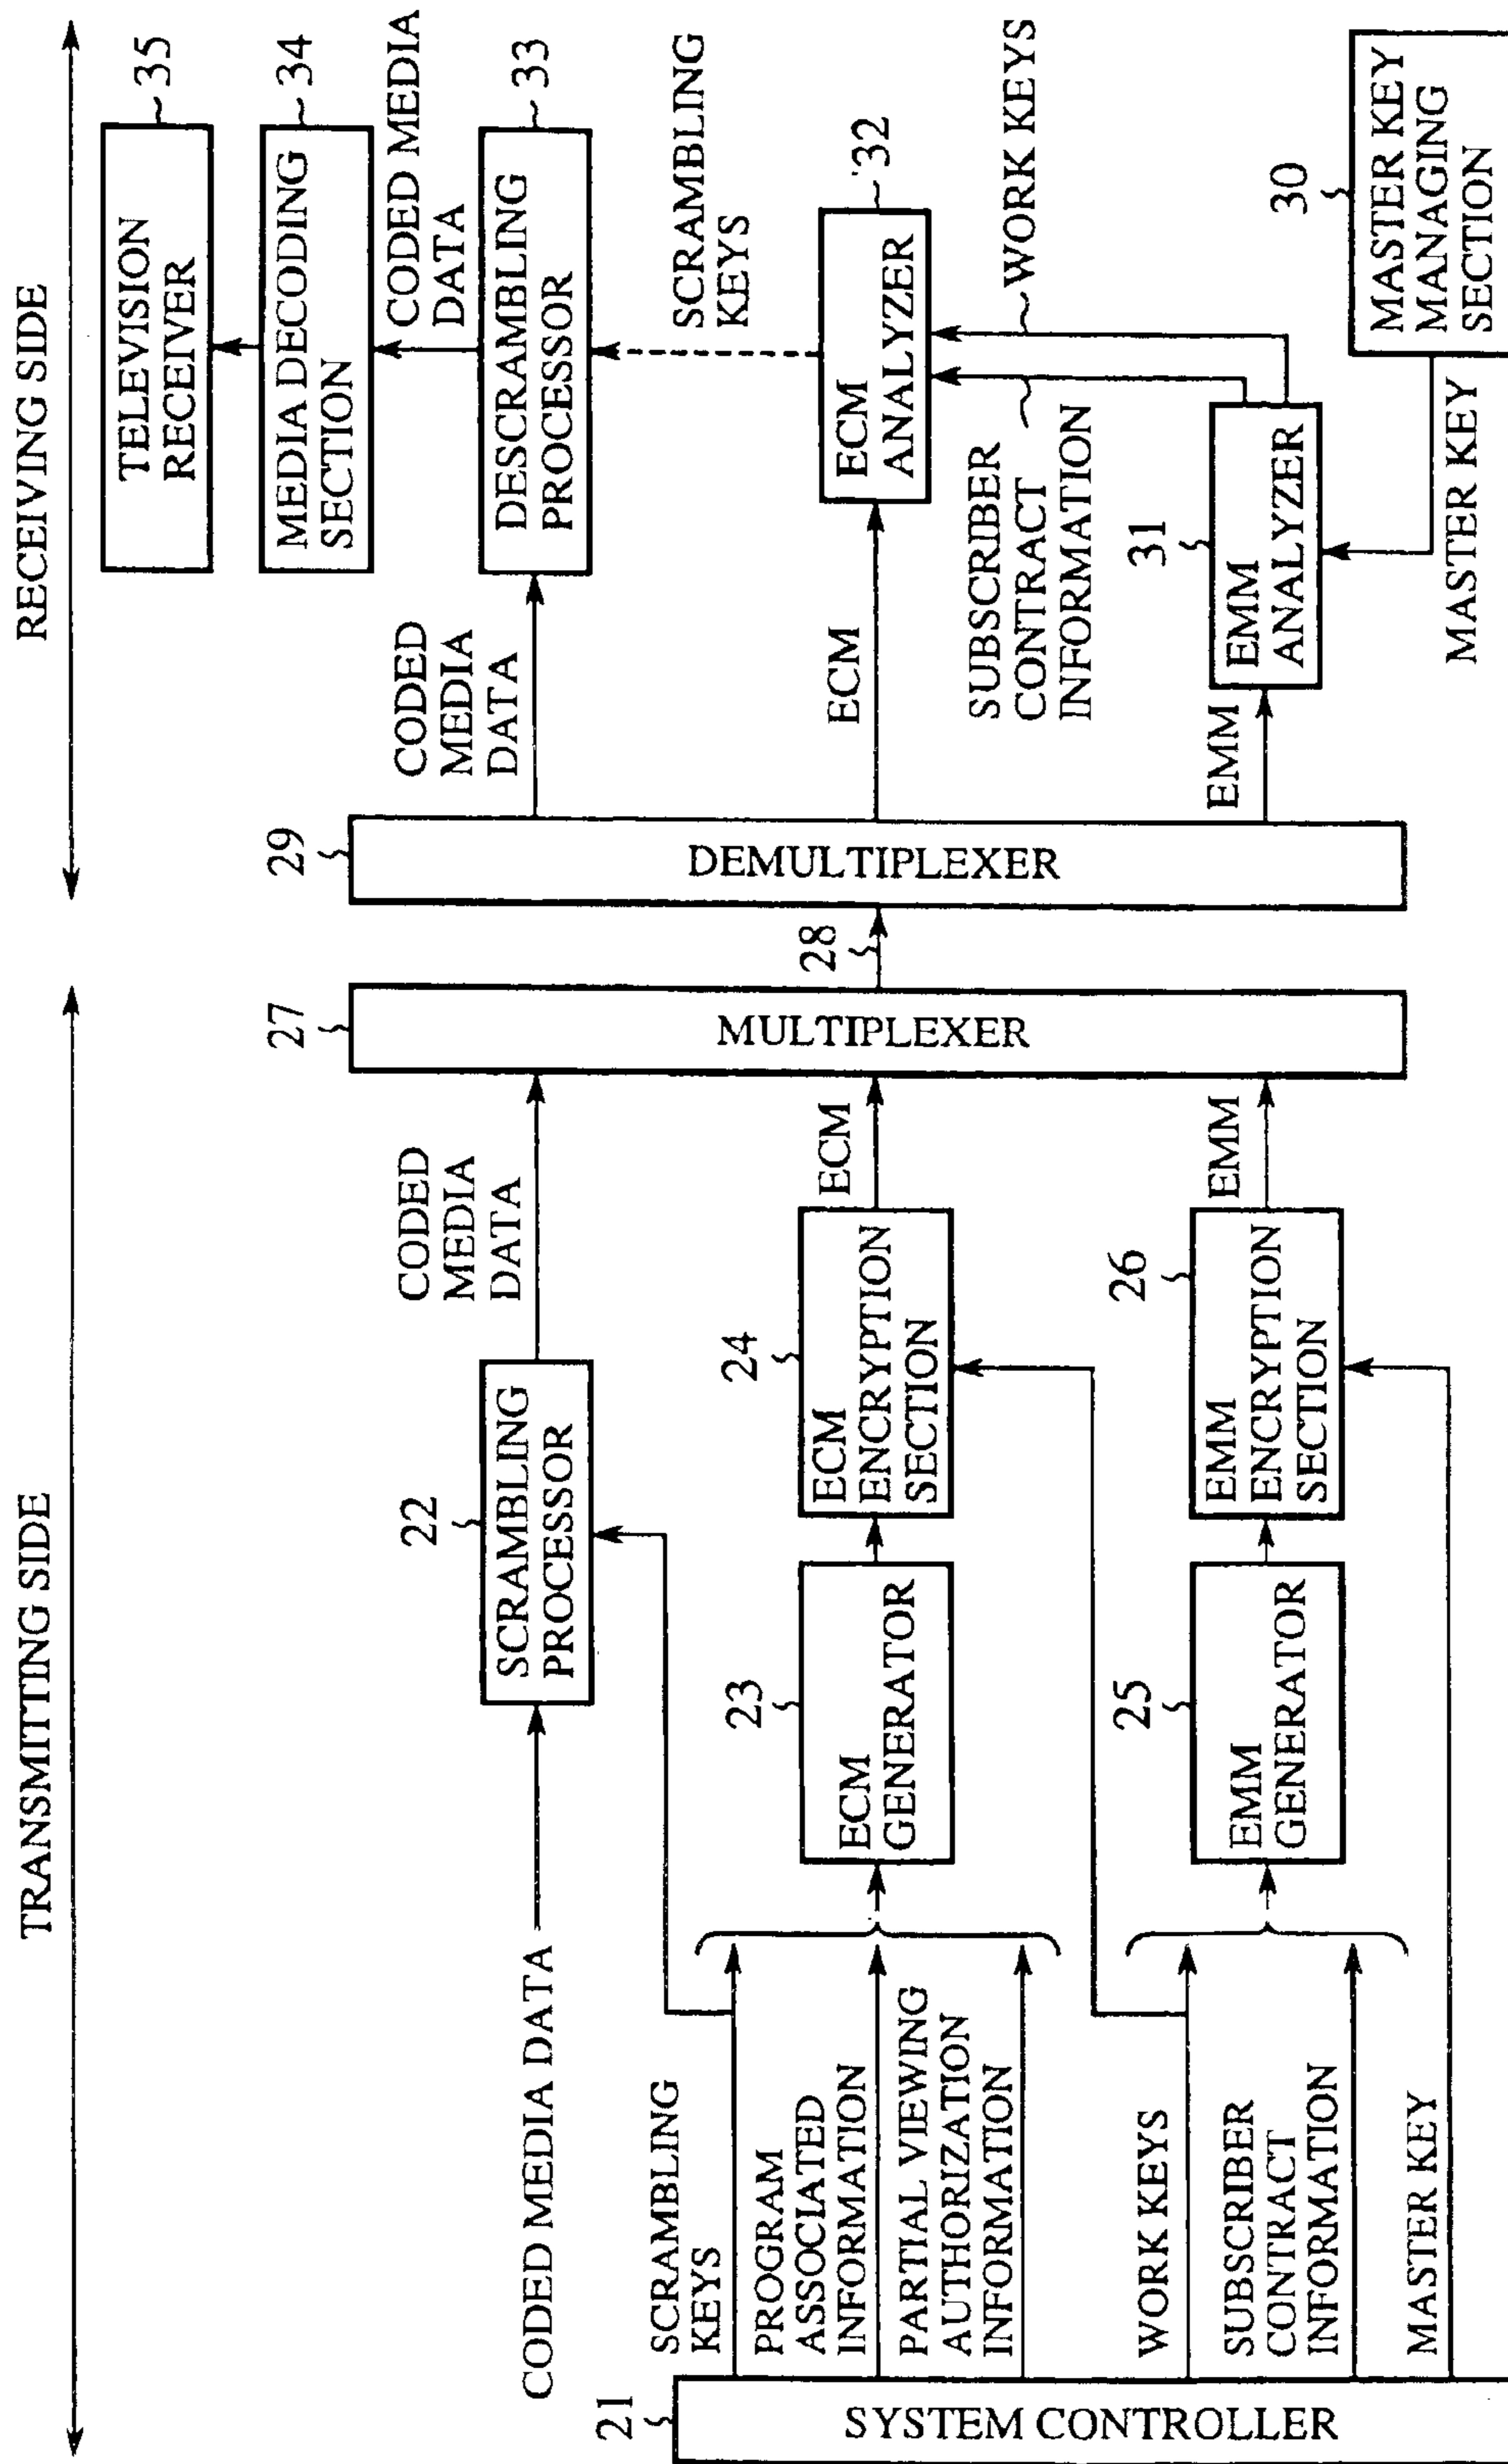 TRANSMITTING SIDE
RECEIVING SIDE
21
SYSTEM CONTROLLER
CODED MEDIA DATA
SCRAMBLING
KEYS
PROGRAM
ASSOCIATED
INFORMATION
PARTIAL VIEWING
AUTHORIZATION
INFORMATION
WORK KEYS
SUBSCRIBER
CONTRACT
INFORMATION
MASTER KEY
22
SCRAMBLING
PROCESSOR
23
ECM
GENERATOR
24
ECM
ENCRYPTION
SECTION
25
EMM
GENERATOR
26
EMM
ENCRYPTION
SECTION
CODED
MEDIA
DATA
ECM
EMM
27
MULTIPLEXER
28
29
DEMULTIPLEXER
CODED
MEDIA
DATA
ECM
EMM
TELEVISION
RECEIVER
35
MEDIA DECODING
SECTION
34
CODED MEDIA
DATA
DESCRAMBLING
PROCESSOR
33
SCRAMBLING
KEYS
ECM
ANALYZER
32
SUBSCRIBER
CONTRACT
INFORMATION
WORK KEYS
31
EMM
ANALYZER
30
MASTER KEY
MANAGING
SECTION
MASTER KEY